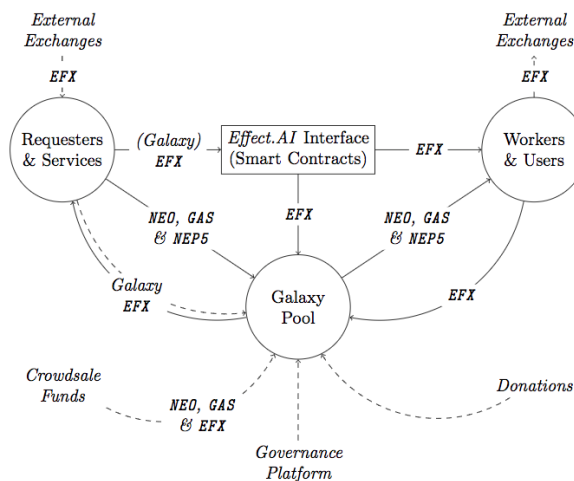 External
Exchanges
EFX
External
Exchanges
EFX
Requesters
& Services
(Galaxy)
EFX
Effect.AI Interface
(Smart Contracts)
EFX
Workers
& Users
NEO, GAS
& NEP5
EFX
NEO, GAS
& NEP5
Galaxy
EFX
Galaxy
Pool
EFX
Crowdsale
Funds
NEO, GAS
& EFX
Donations
Governance
Platform